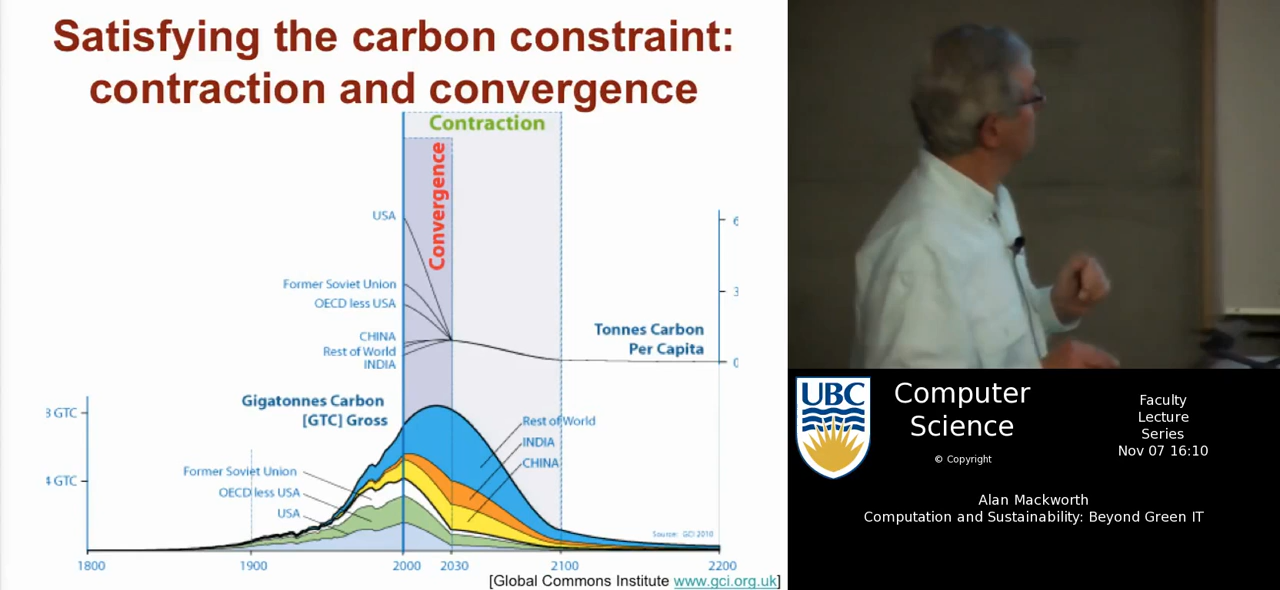 Satisfying the carbon constraint:
contraction and convergence
Contraction
Convergence
USA
Former Soviet Union
OECD less USA
CHINA
Rest of World
INDIA
6
3
0
Tonnes Carbon
Per Capita
Gigatonnes Carbon
[GTC] Gross
GTC
GTC
Rest of World
INDIA
CHINA
Former Soviet Union
OECD less USA
USA
Source: GCI 2010
1800
1900
2000
2030
2100
2200
[Global Commons Institute www.gci.org.uk]
UBC
Computer
Science
© Copyright
Faculty
Lecture
Series
Nov 07 16:10
Alan Mackworth
Computation and Sustainability: Beyond Green IT